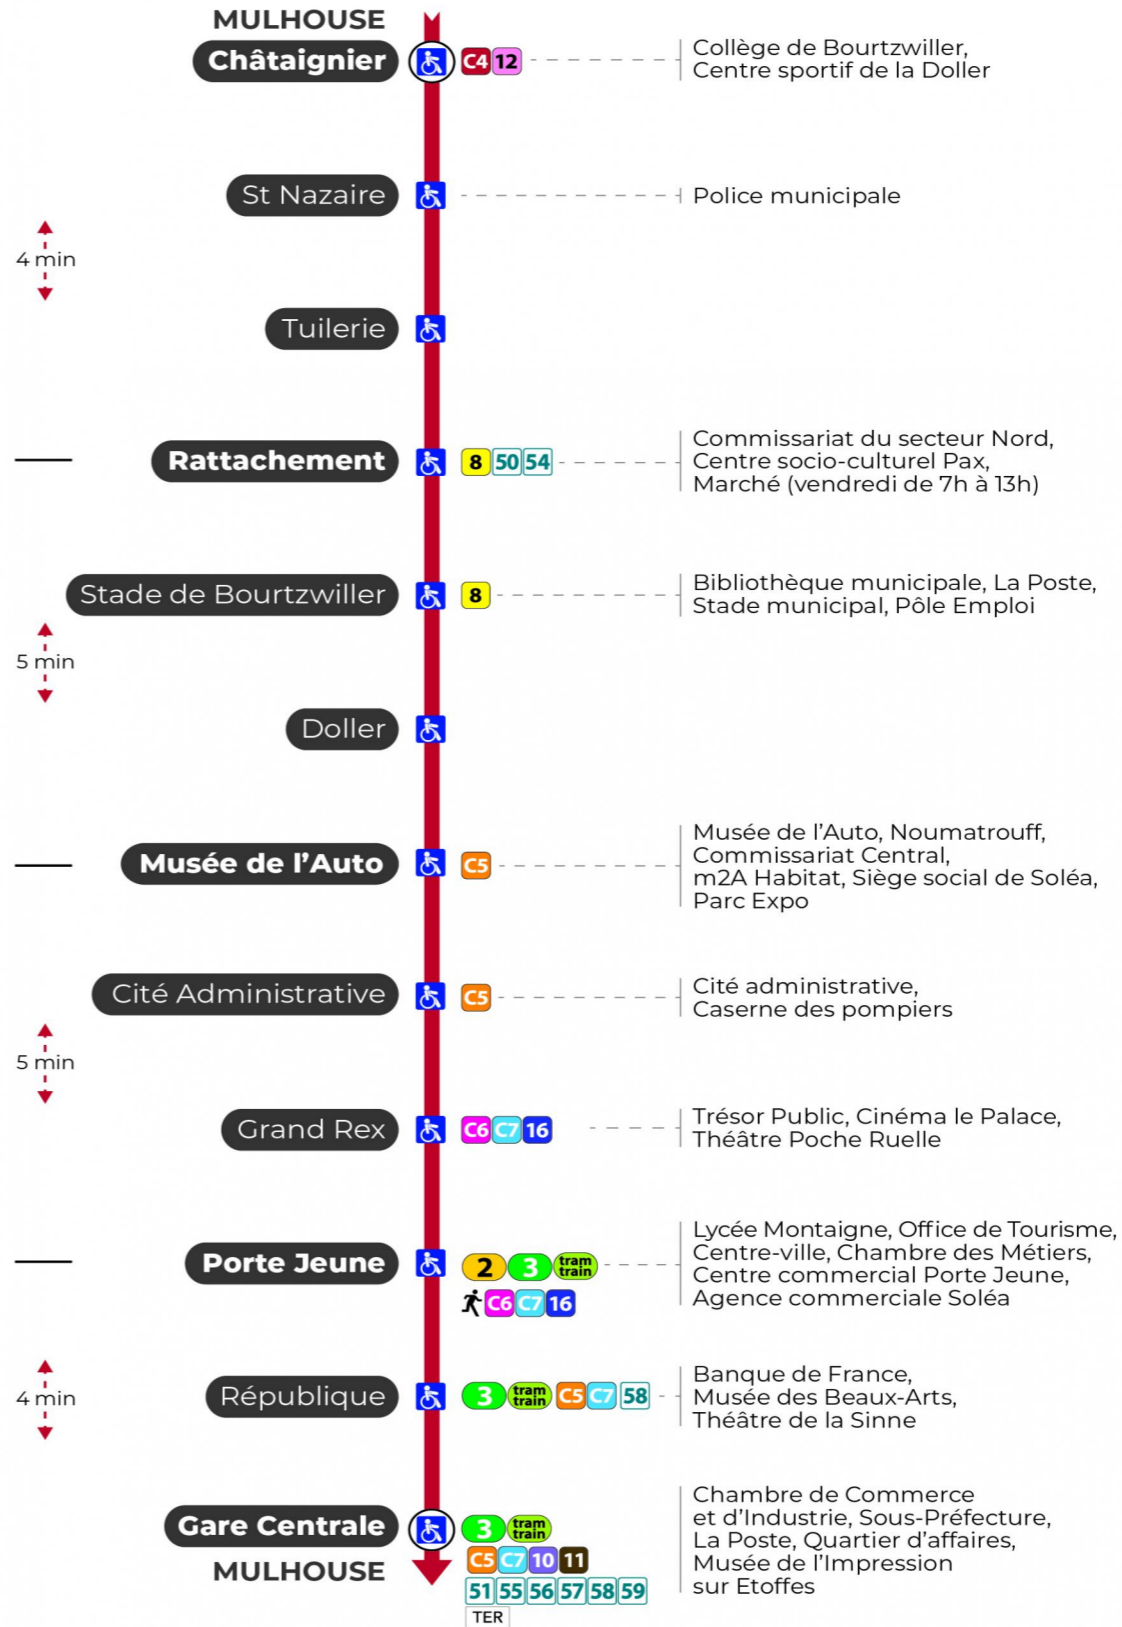 MULHOUSE
Châtaignier
C4 12
Collège de Bourtzwiller,
Centre sportif de la Doller
St Nazaire
Police municipale
4 min
Tuilerie
Rattachement
8 50 54
Commissariat du secteur Nord,
Centre socio-culturel Pax,
Marché (vendredi de 7h à 13h)
Stade de Bourtzwiller
8
Bibliothèque municipale, La Poste,
Stade municipal, Pôle Emploi
5 min
Doller
Musée de l'Auto
C5
Musée de l'Auto, Noumatrouff,
Commissariat Central,
m2A Habitat, Siège social de Soléa,
Parc Expo
Cité Administrative
C5
Cité administrative,
Caserne des pompiers
5 min
Grand Rex
C6 C7 16
Trésor Public, Cinéma le Palace,
Théâtre Poche Ruelle
Porte Jeune
2 3 tram train
C6 C7 16
Lycée Montaigne, Office de Tourisme,
Centre-ville, Chambre des Métiers,
Centre commercial Porte Jeune,
Agence commerciale Soléa
4 min
République
3 tram train C5 C7 58
Banque de France,
Musée des Beaux-Arts,
Théâtre de la Sinne
Gare Centrale
MULHOUSE
3 tram train
C5 C7 10 11
51 55 56 57 58 59
TER
Chambre de Commerce
et d'Industrie, Sous-Préfecture,
La Poste, Quartier d'affaires,
Musée de l'Impression
sur Etoffes